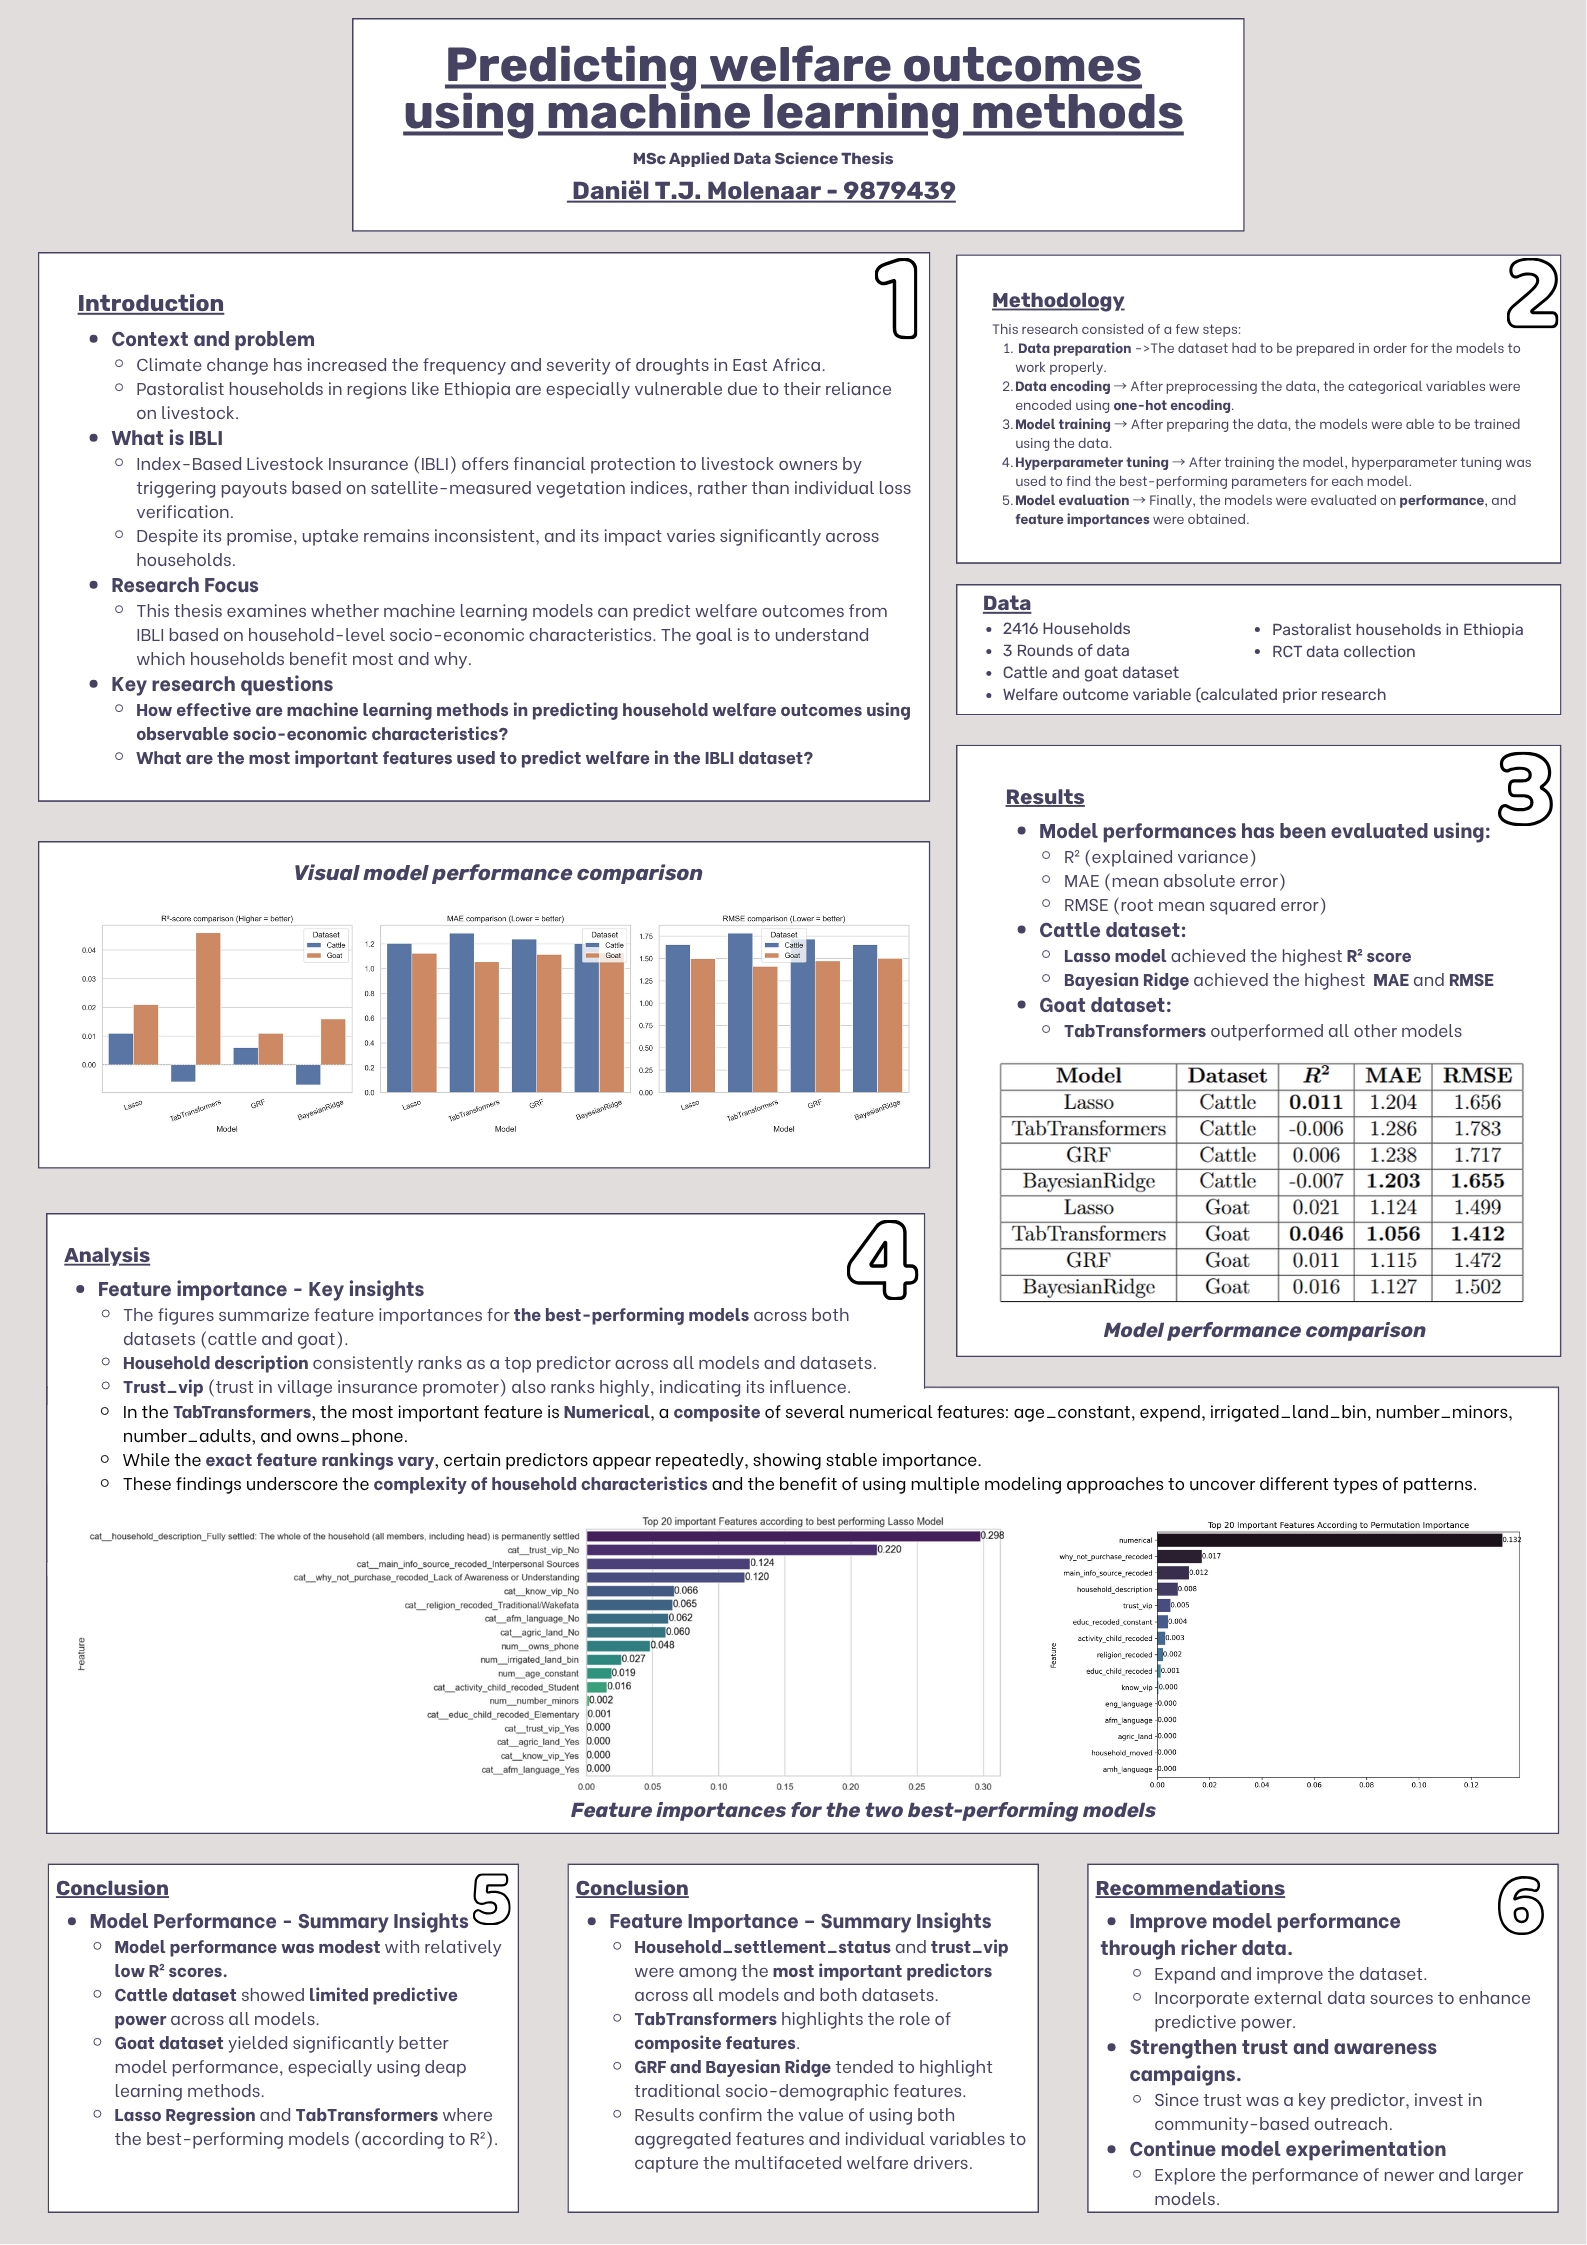 Predicting welfare outcomes
using machine learning methods
MSc Applied Data Science Thesis
Daniël T.J. Molenaar - 9879439
1
Introduction
• Context and problem
○ Climate change has increased the frequency and severity of droughts in East Africa.
○ Pastoralist households in regions like Ethiopia are especially vulnerable due to their reliance
on livestock.
• What is IBLI
○ Index-Based Livestock Insurance (IBLI) offers financial protection to livestock owners by
triggering payouts based on satellite-measured vegetation indices, rather than individual loss
verification.
○ Despite its promise, uptake remains inconsistent, and its impact varies significantly across
households.
• Research Focus
○ This thesis examines whether machine learning models can predict welfare outcomes from
IBLI based on household-level socio-economic characteristics. The goal is to understand
which households benefit most and why.
• Key research questions
○ How effective are machine learning methods in predicting household welfare outcomes using
observable socio-economic characteristics?
○ What are the most important features used to predict welfare in the IBLI dataset?
2
Methodology
This research consisted of a few steps:
1. Data preparation ->The dataset had to be prepared in order for the models to
work properly.
2. Data encoding → After preprocessing the data, the categorical variables were
encoded using one-hot encoding.
3. Model training → After preparing the data, the models were able to be trained
using the data.
4. Hyperparameter tuning → After training the model, hyperparameter tuning was
used to find the best-performing parameters for each model.
5. Model evaluation → Finally, the models were evaluated on performance, and
feature importances were obtained.
Data
• 2416 Households
• 3 Rounds of data
• Cattle and goat dataset
• Welfare outcome variable (calculated prior research
• Pastoralist households in Ethiopia
• RCT data collection
Visual model performance comparison
R²-score comparison (Higher = better)
Dataset
Cattle
Goat
0.04
0.03
0.02
0.01
0.00
Lasso
TabTransformers
GRF
BayesianRidge
Model
MAE comparison (Lower = better)
Dataset
Cattle
Goat
1.2
1.0
0.8
0.6
0.4
0.2
0.0
Lasso
TabTransformers
GRF
BayesianRidge
Model
RMSE comparison (Lower = better)
Dataset
Cattle
Goat
1.75
1.50
1.25
1.00
0.75
0.50
0.25
0.00
Lasso
TabTransformers
GRF
BayesianRidge
Model
3
Results
• Model performances has been evaluated using:
○ R² (explained variance)
○ MAE (mean absolute error)
○ RMSE (root mean squared error)
• Cattle dataset:
○ Lasso model achieved the highest R² score
○ Bayesian Ridge achieved the highest MAE and RMSE
• Goat dataset:
○ TabTransformers outperformed all other models
Model Dataset R² MAE RMSE
Lasso Cattle 0.011 1.204 1.656
TabTransformers Cattle -0.006 1.286 1.783
GRF Cattle 0.006 1.238 1.717
BayesianRidge Cattle -0.007 1.203 1.655
Lasso Goat 0.021 1.124 1.499
TabTransformers Goat 0.046 1.056 1.412
GRF Goat 0.011 1.115 1.472
BayesianRidge Goat 0.016 1.127 1.502
Model performance comparison
4
Analysis
• Feature importance - Key insights
○ The figures summarize feature importances for the best-performing models across both
datasets (cattle and goat).
○ Household description consistently ranks as a top predictor across all models and datasets.
○ Trust_vip (trust in village insurance promoter) also ranks highly, indicating its influence.
○ In the TabTransformers, the most important feature is Numerical, a composite of several numerical features: age_constant, expend, irrigated_land_bin, number_minors,
number_adults, and owns_phone.
○ While the exact feature rankings vary, certain predictors appear repeatedly, showing stable importance.
○ These findings underscore the complexity of household characteristics and the benefit of using multiple modeling approaches to uncover different types of patterns.
Top 20 important Features according to best performing Lasso Model
Feature
cat__household_description_Fully settled: The whole of the household (all members, including head) is permanently settled 0.298
cat__trust_vip_No 0.220
cat__main_info_source_recoded_Interpersonal Sources 0.124
cat__why_not_purchase_recoded_Lack of Awareness or Understanding 0.120
cat__know_vip_No 0.066
cat__religion_recoded_Traditional/Wakefata 0.065
cat__afm_language_No 0.062
cat__agric_land_No 0.060
num__owns_phone 0.048
num__irrigated_land_bin 0.027
num__age_constant 0.019
cat__activity_child_recoded_Student 0.016
num__number_minors 0.002
cat__educ_child_recoded_Elementary 0.001
cat__trust_vip_Yes 0.000
cat__agric_land_Yes 0.000
cat__know_vip_Yes 0.000
cat__afm_language_Yes 0.000
0.00 0.05 0.10 0.15 0.20 0.25 0.30
Top 20 Important Features According to Permutation Importance
Feature
numerical 0.132
why_not_purchase_recoded 0.017
main_info_source_recoded 0.012
household_description 0.008
trust_vip 0.005
educ_recoded_constant 0.004
activity_child_recoded 0.003
religion_recoded 0.002
educ_child_recoded 0.001
know_vip 0.000
eng_language 0.000
afm_language 0.000
agric_land 0.000
household_moved 0.000
amh_language 0.000
0.00 0.02 0.04 0.06 0.08 0.10 0.12
Feature importances for the two best-performing models
5
Conclusion
• Model Performance - Summary Insights
○ Model performance was modest with relatively
low R² scores.
○ Cattle dataset showed limited predictive
power across all models.
○ Goat dataset yielded significantly better
model performance, especially using deap
learning methods.
○ Lasso Regression and TabTransformers where
the best-performing models (according to R²).
Conclusion
• Feature Importance – Summary Insights
○ Household_settlement_status and trust_vip
were among the most important predictors
across all models and both datasets.
○ TabTransformers highlights the role of
composite features.
○ GRF and Bayesian Ridge tended to highlight
traditional socio-demographic features.
○ Results confirm the value of using both
aggregated features and individual variables to
capture the multifaceted welfare drivers.
6
Recommendations
• Improve model performance
through richer data.
○ Expand and improve the dataset.
○ Incorporate external data sources to enhance
predictive power.
• Strengthen trust and awareness
campaigns.
○ Since trust was a key predictor, invest in
community-based outreach.
• Continue model experimentation
○ Explore the performance of newer and larger
models.